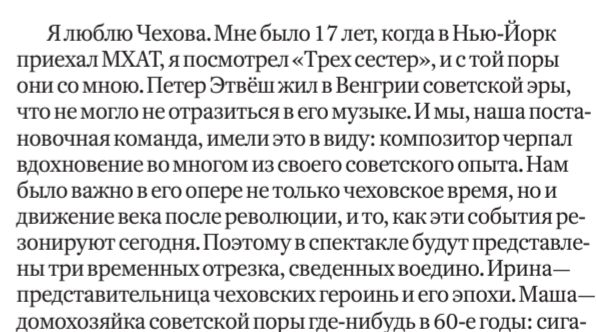 Я люблю Чехова. Мне было 17 лет, когда в Нью-Йорк
приехал МХАТ, я посмотрел «Трех сестер», и с той поры
они со мною. Петер Этвёш жил в Венгрии советской эры,
что не могло не отразиться в его музыке. И мы, наша поста-
новочная команда, имели это в виду: композитор черпал
вдохновение во многом из своего советского опыта. Нам
было важно в его опере не только чеховское время, но и
движение века после революции, и то, как эти события ре-
зонируют сегодня. Поэтому в спектакле будут представле-
ны три временных отрезка, сведенных воедино. Ирина—
представительница чеховских героинь и его эпохи. Маша—
домохозяйка советской поры где-нибудь в 60-е годы: сига-